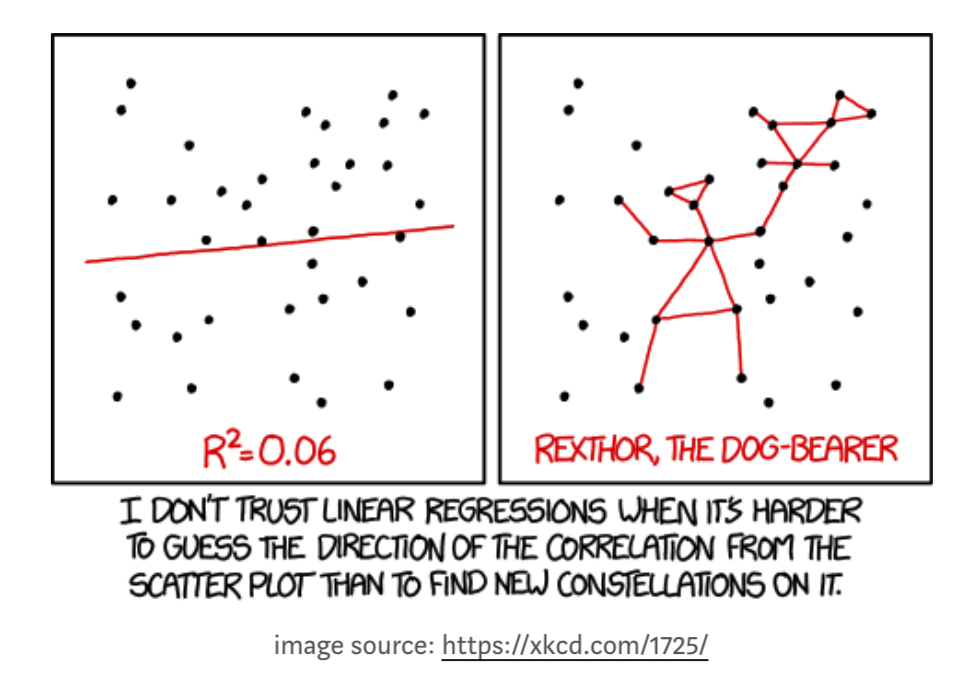 R²=0.06
REXTHOR, THE DOG-BEARER
I DON'T TRUST LINEAR REGRESSIONS WHEN IT'S HARDER
TO GUESS THE DIRECTION OF THE CORRELATION FROM THE
SCATTER PLOT THAN TO FIND NEW CONSTELLATIONS ON IT.
image source: https://xkcd.com/1725/